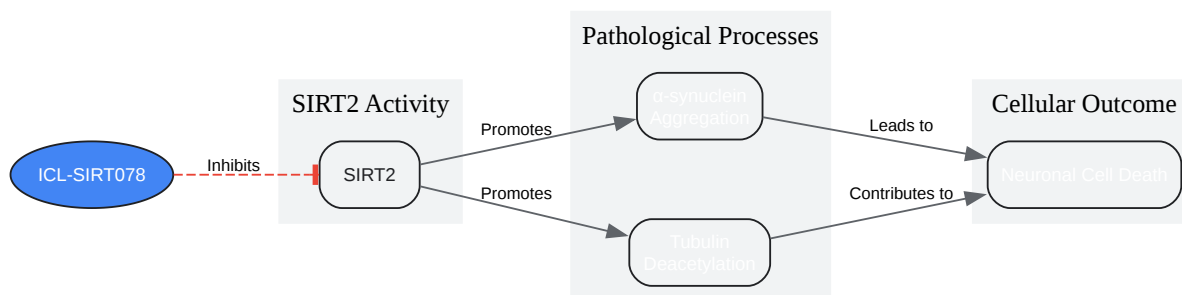 Pathological Processes
SIRT2 Activity
Cellular Outcome
ICL-SIRT078
Inhibits
SIRT2
Promotes
Promotes
α-synuclein
Aggregation
Tubulin
Deacetylation
Leads to
Contributes to
Neuronal Cell Death